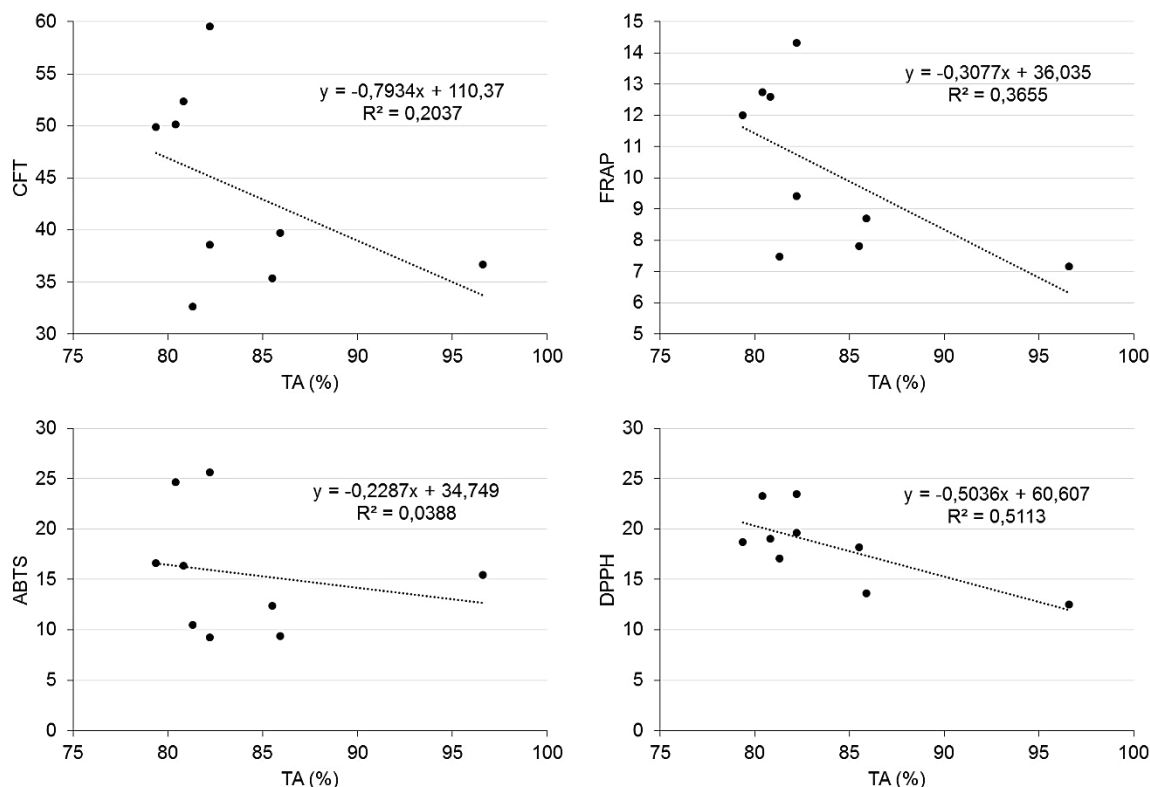 60
55
50
45
40
35
30
CFT
y = -0,7934x + 110,37
R² = 0,2037
75 80 85 90 95 100
TA (%)
15
14
13
12
11
10
9
8
7
6
5
FRAP
y = -0,3077x + 36,035
R² = 0,3655
75 80 85 90 95 100
TA (%)
30
25
20
15
10
5
0
ABTS
y = -0,2287x + 34,749
R² = 0,0388
75 80 85 90 95 100
TA (%)
30
25
20
15
10
5
0
DPPH
y = -0,5036x + 60,607
R² = 0,5113
75 80 85 90 95 100
TA (%)